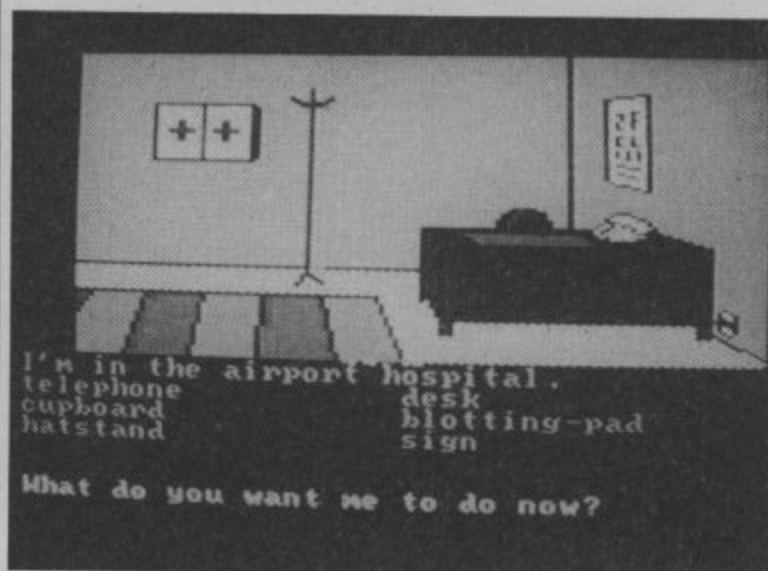 I'm in the airport hospital.
telephone desk
cupboard blotting-pad
hatstand sign
What do you want me to do now?